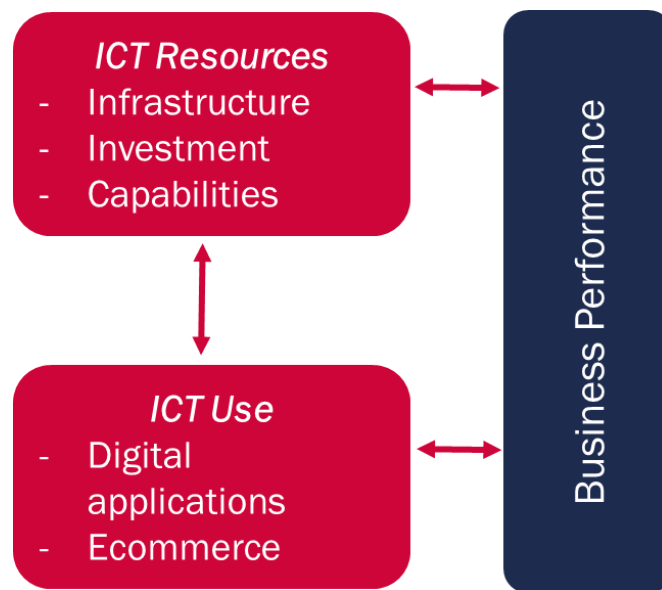 ICT Resources
- Infrastructure
- Investment
- Capabilities
ICT Use
- Digital
applications
- Ecommerce
Business Performance